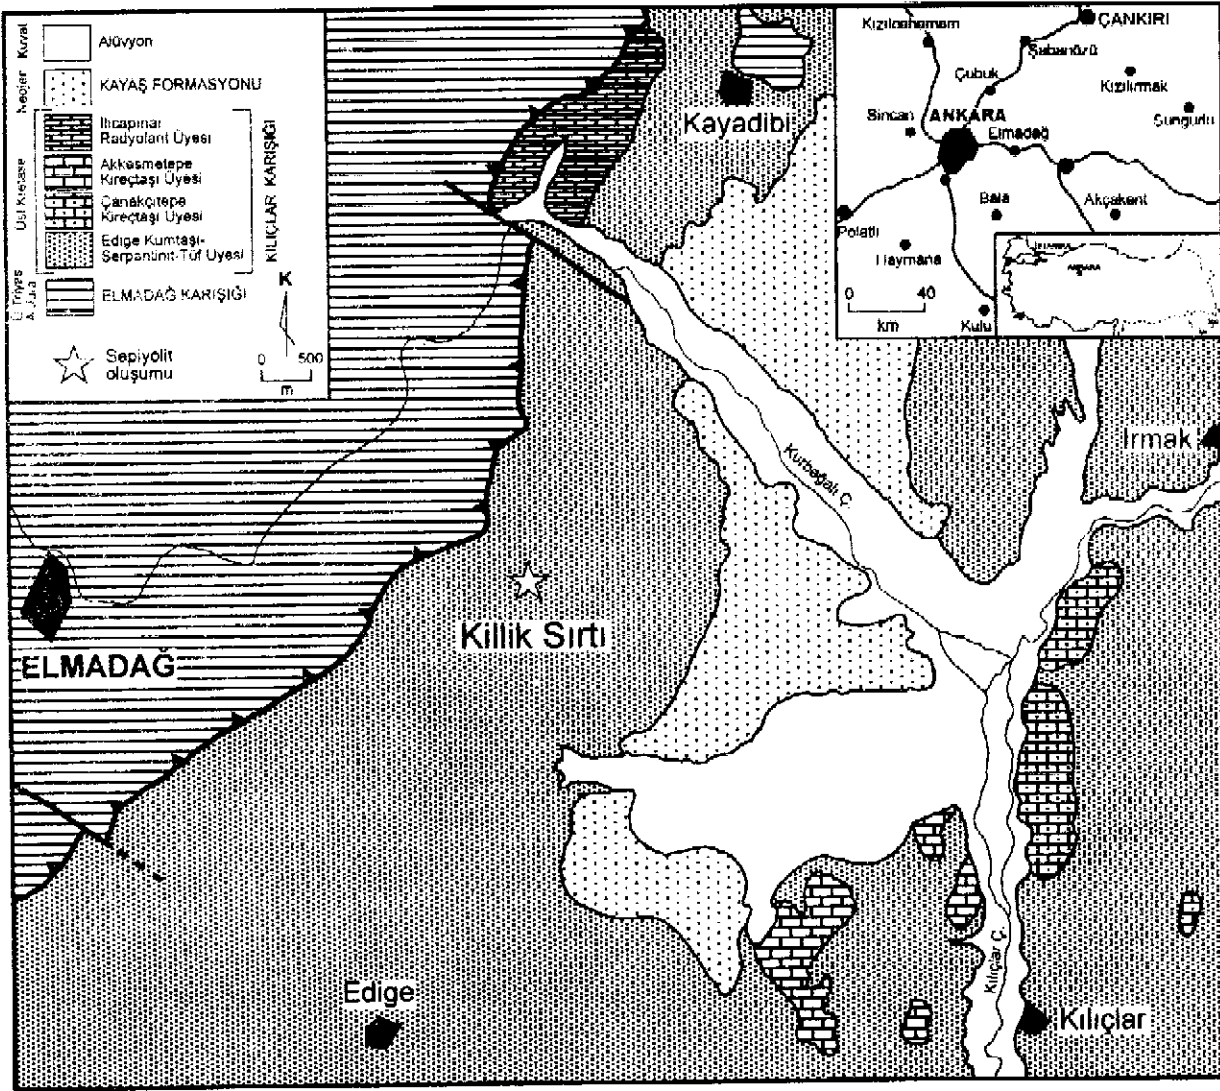 Kuvat
Alüvyon
Neojen
KAYAŞ FORMASYONU
Üst Kretase
Ilıcapınar
Radyolarit Üyesi
Akkesmetepe
Kireçtaşı Üyesi
Çanakçıtepe
Kireçtaşı Üyesi
Edige Kumtaşı-
Serpantinit-Tüf Üyesi
KILIÇLAR KARIŞIĞI
ELMADAĞ KARIŞIĞI
K
Sepiyolit
oluşumu
0 500
m
Kızılcahamam
ÇANKIRI
Şabanözü
Çubuk
Kızılırmak
Sungurlu
Sincan
ANKARA
Elmadağ
Bala
Akçakent
Polatlı
Haymana
0 40
km
Kulu
ANKARA
Kayadibi
Irmak
Kurbağalı Ç.
Killik Sırtı
ELMADAĞ
Edige
Kılıçlar Ç.
Kılıçlar